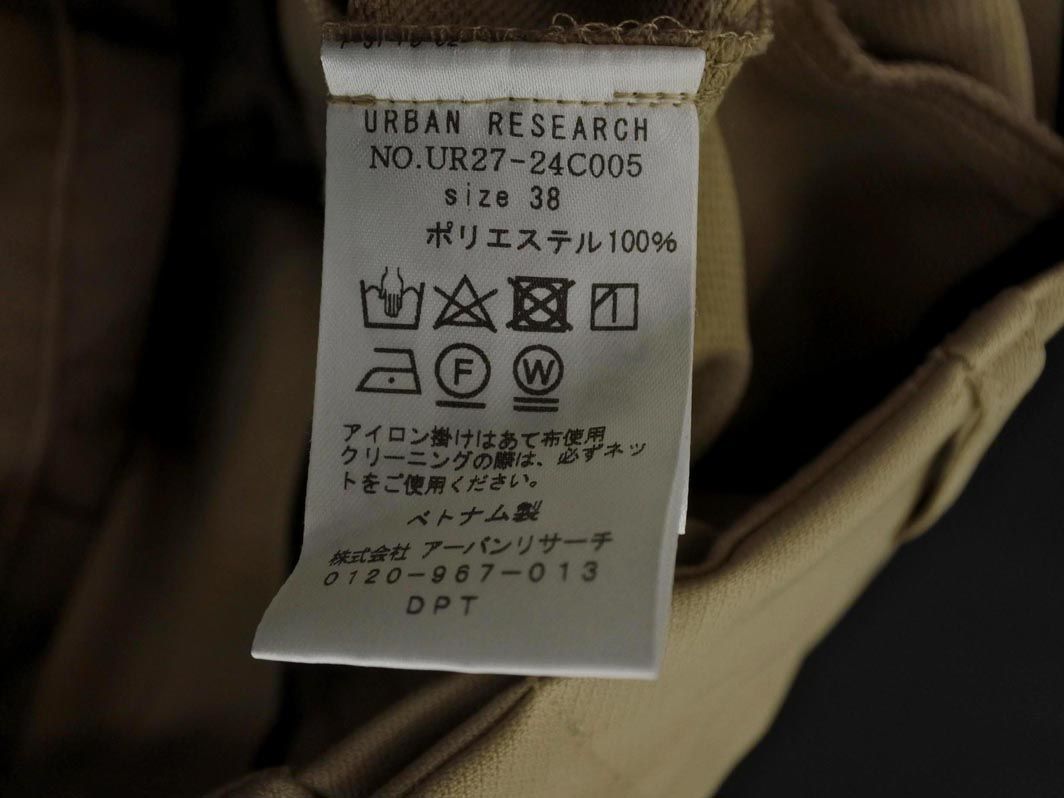 URBAN RESEARCH
NO.UR27-24C005
size 38
ポリエステル100%
F W
アイロン掛けはあて布使用
クリーニングの際は、必ずネッ
トをご使用ください。
ベトナム製
株式会社 アーバンリサーチ
0120-967-013
DPT